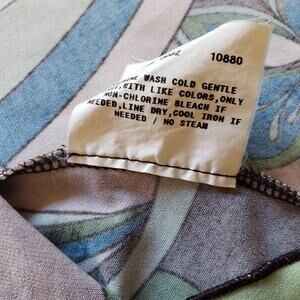 10880
WASH COLD GENTLE
WITH LIKE COLORS,ONLY
NON-CHLORINE BLEACH IF
NEEDED,LINE DRY,COOL IRON IF
NEEDED / NO STEAM